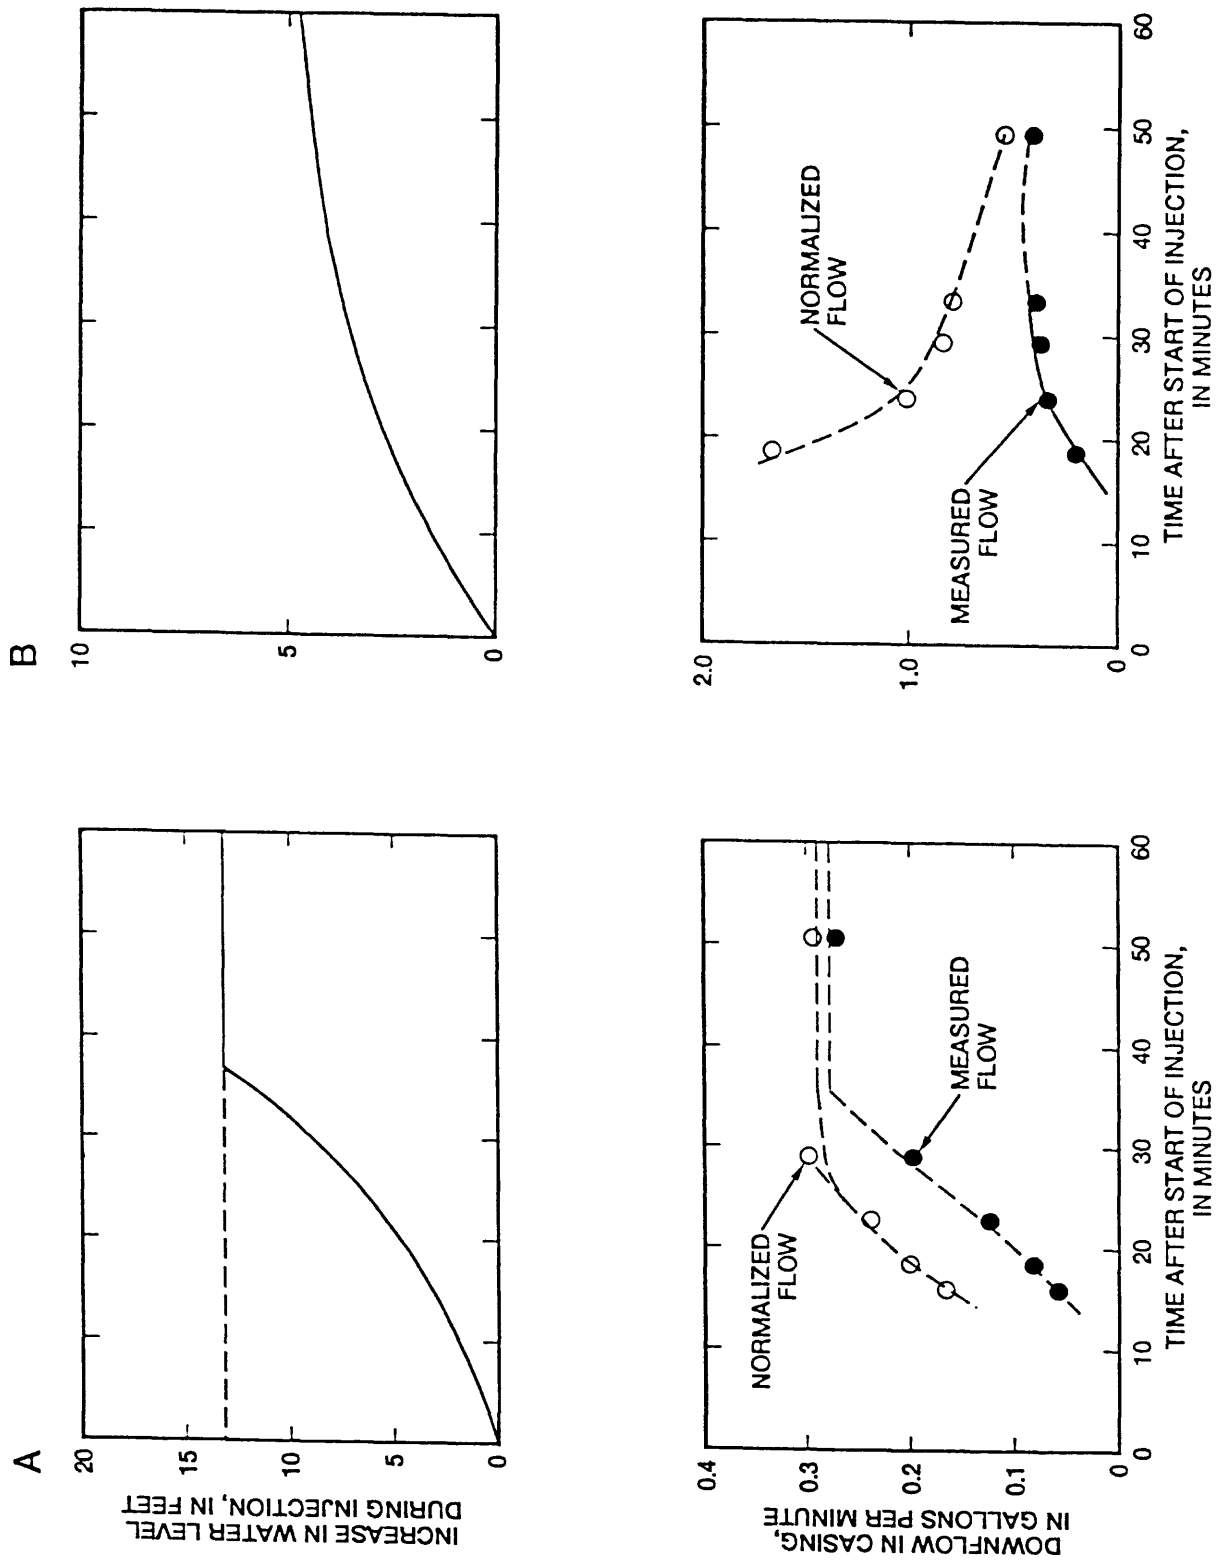 A
INCREASE IN WATER LEVEL
DURING INJECTION, IN FEET
20
15
10
5
0
B
10
5
0
DOWNFLOW IN CASING,
IN GALLONS PER MINUTE
0.4
0.3
0.2
0.1
0
NORMALIZED
FLOW
MEASURED
FLOW
0
10
20
30
40
50
60
TIME AFTER START OF INJECTION,
IN MINUTES
2.0
1.0
0
NORMALIZED
FLOW
MEASURED
FLOW
0
10
20
30
40
50
60
TIME AFTER START OF INJECTION,
IN MINUTES